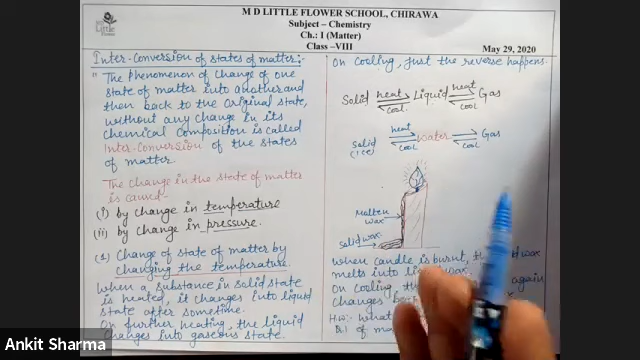 Little Flower
M D LITTLE FLOWER SCHOOL, CHIRAWA
Subject – Chemistry
Ch.: I (Matter)
Class –VIII
May 29, 2020
Inter-Conversion of states of matter:-
" The phenomenon of change of one
state of matter into another and
then back to the original state,
without any change in its
chemical composition is called
Inter-Conversion of the states
of matter.
The change in the state of matter
is caused-
(i) by change in temperature
(ii) by change in pressure.
(1) Change of state of matter by
changing the temperature
When a substance in solid state
is heated, it changes into liquid
state after sometime.
On further heating, the liquid
changes into gaseous state.
On cooling, just the reverse happens.
Solid heat cool Liquid heat cool Gas
Solid (ice) heat cool water cool Gas
Molten wax
Solid wax
When candle is burnt, the wax
melts into wax.
On cooling again
changes
H.W: What
of
Ankit Sharma